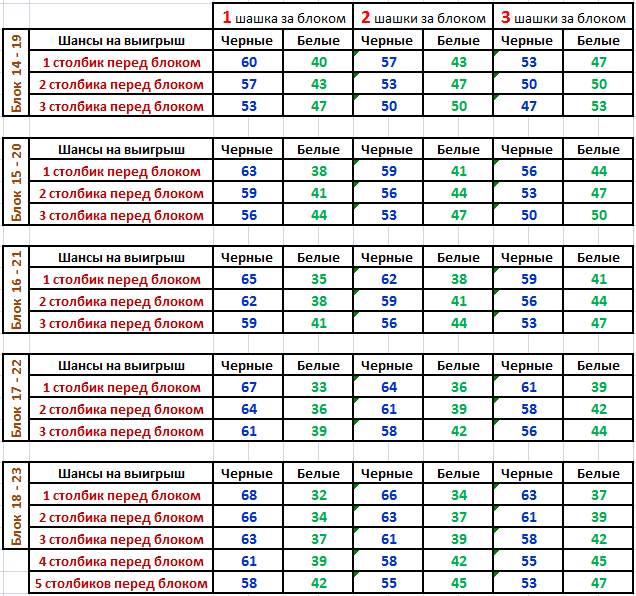 1 шашка за блоком 2 шашки за блоком 3 шашки за блоком
Блок 14 - 19
Шансы на выигрыш Черные Белые Черные Белые Черные Белые
1 столбик перед блоком 60 40 57 43 53 47
2 столбика перед блоком 57 43 53 47 50 50
3 столбика перед блоком 53 47 50 50 47 53
Блок 15 - 20
Шансы на выигрыш Черные Белые Черные Белые Черные Белые
1 столбик перед блоком 63 38 59 41 56 44
2 столбика перед блоком 59 41 56 44 53 47
3 столбика перед блоком 56 44 53 47 50 50
Блок 16 - 21
Шансы на выигрыш Черные Белые Черные Белые Черные Белые
1 столбик перед блоком 65 35 62 38 59 41
2 столбика перед блоком 62 38 59 41 56 44
3 столбика перед блоком 59 41 56 44 53 47
Блок 17 - 22
Шансы на выигрыш Черные Белые Черные Белые Черные Белые
1 столбик перед блоком 67 33 64 36 61 39
2 столбика перед блоком 64 36 61 39 58 42
3 столбика перед блоком 61 39 58 42 56 44
Блок 18 - 23
Шансы на выигрыш Черные Белые Черные Белые Черные Белые
1 столбик перед блоком 68 32 66 34 63 37
2 столбика перед блоком 66 34 63 37 61 39
3 столбика перед блоком 63 37 61 39 58 42
4 столбика перед блоком 61 39 58 42 55 45
5 столбиков перед блоком 58 42 55 45 53 47